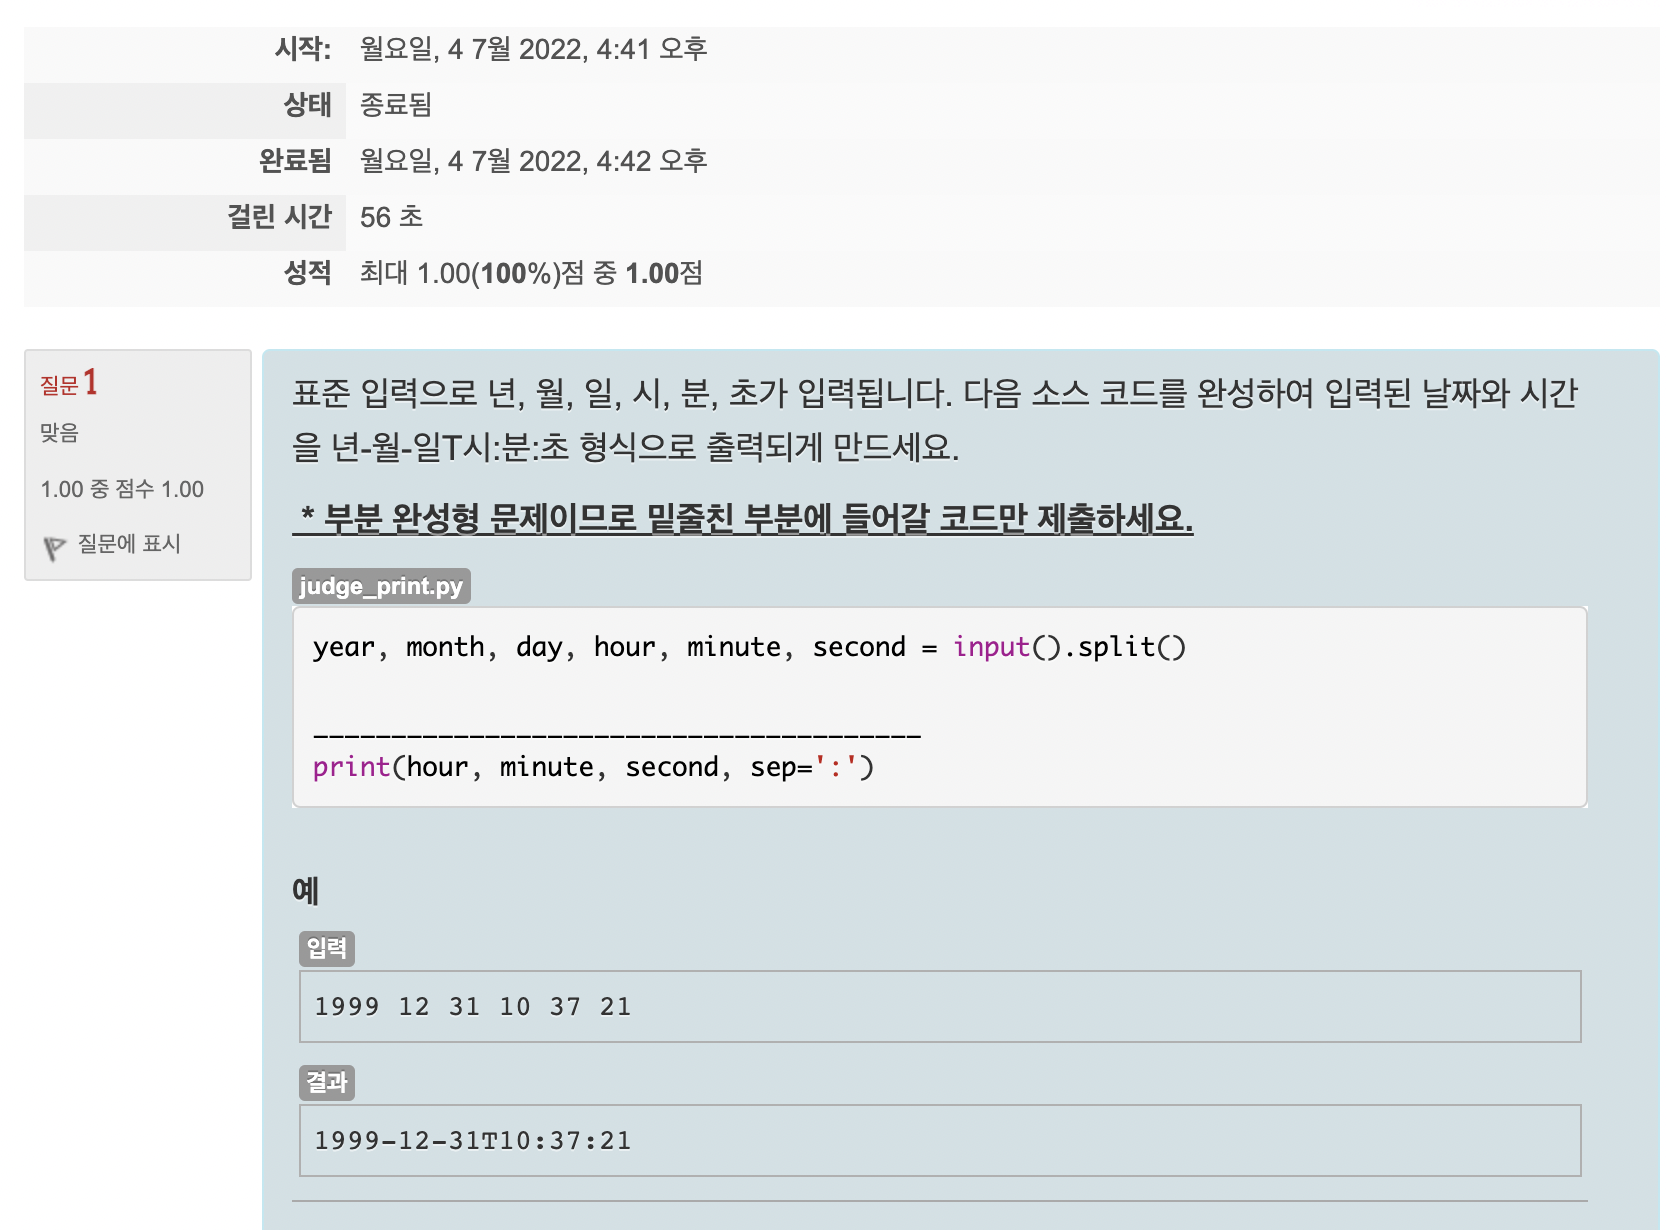 시작: 월요일, 4 7월 2022, 4:41 오후
상태 종료됨
완료됨 월요일, 4 7월 2022, 4:42 오후
걸린 시간 56 초
성적 최대 1.00(100%)점 중 1.00점
질문 1
맞음
1.00 중 점수 1.00
질문에 표시
표준 입력으로 년, 월, 일, 시, 분, 초가 입력됩니다. 다음 소스 코드를 완성하여 입력된 날짜와 시간
을 년-월-일T시:분:초 형식으로 출력되게 만드세요.
* 부분 완성형 문제이므로 밑줄친 부분에 들어갈 코드만 제출하세요.
judge_print.py
year, month, day, hour, minute, second = input().split()
_______________________________________
print(hour, minute, second, sep=':')
예
입력
1999 12 31 10 37 21
결과
1999-12-31T10:37:21